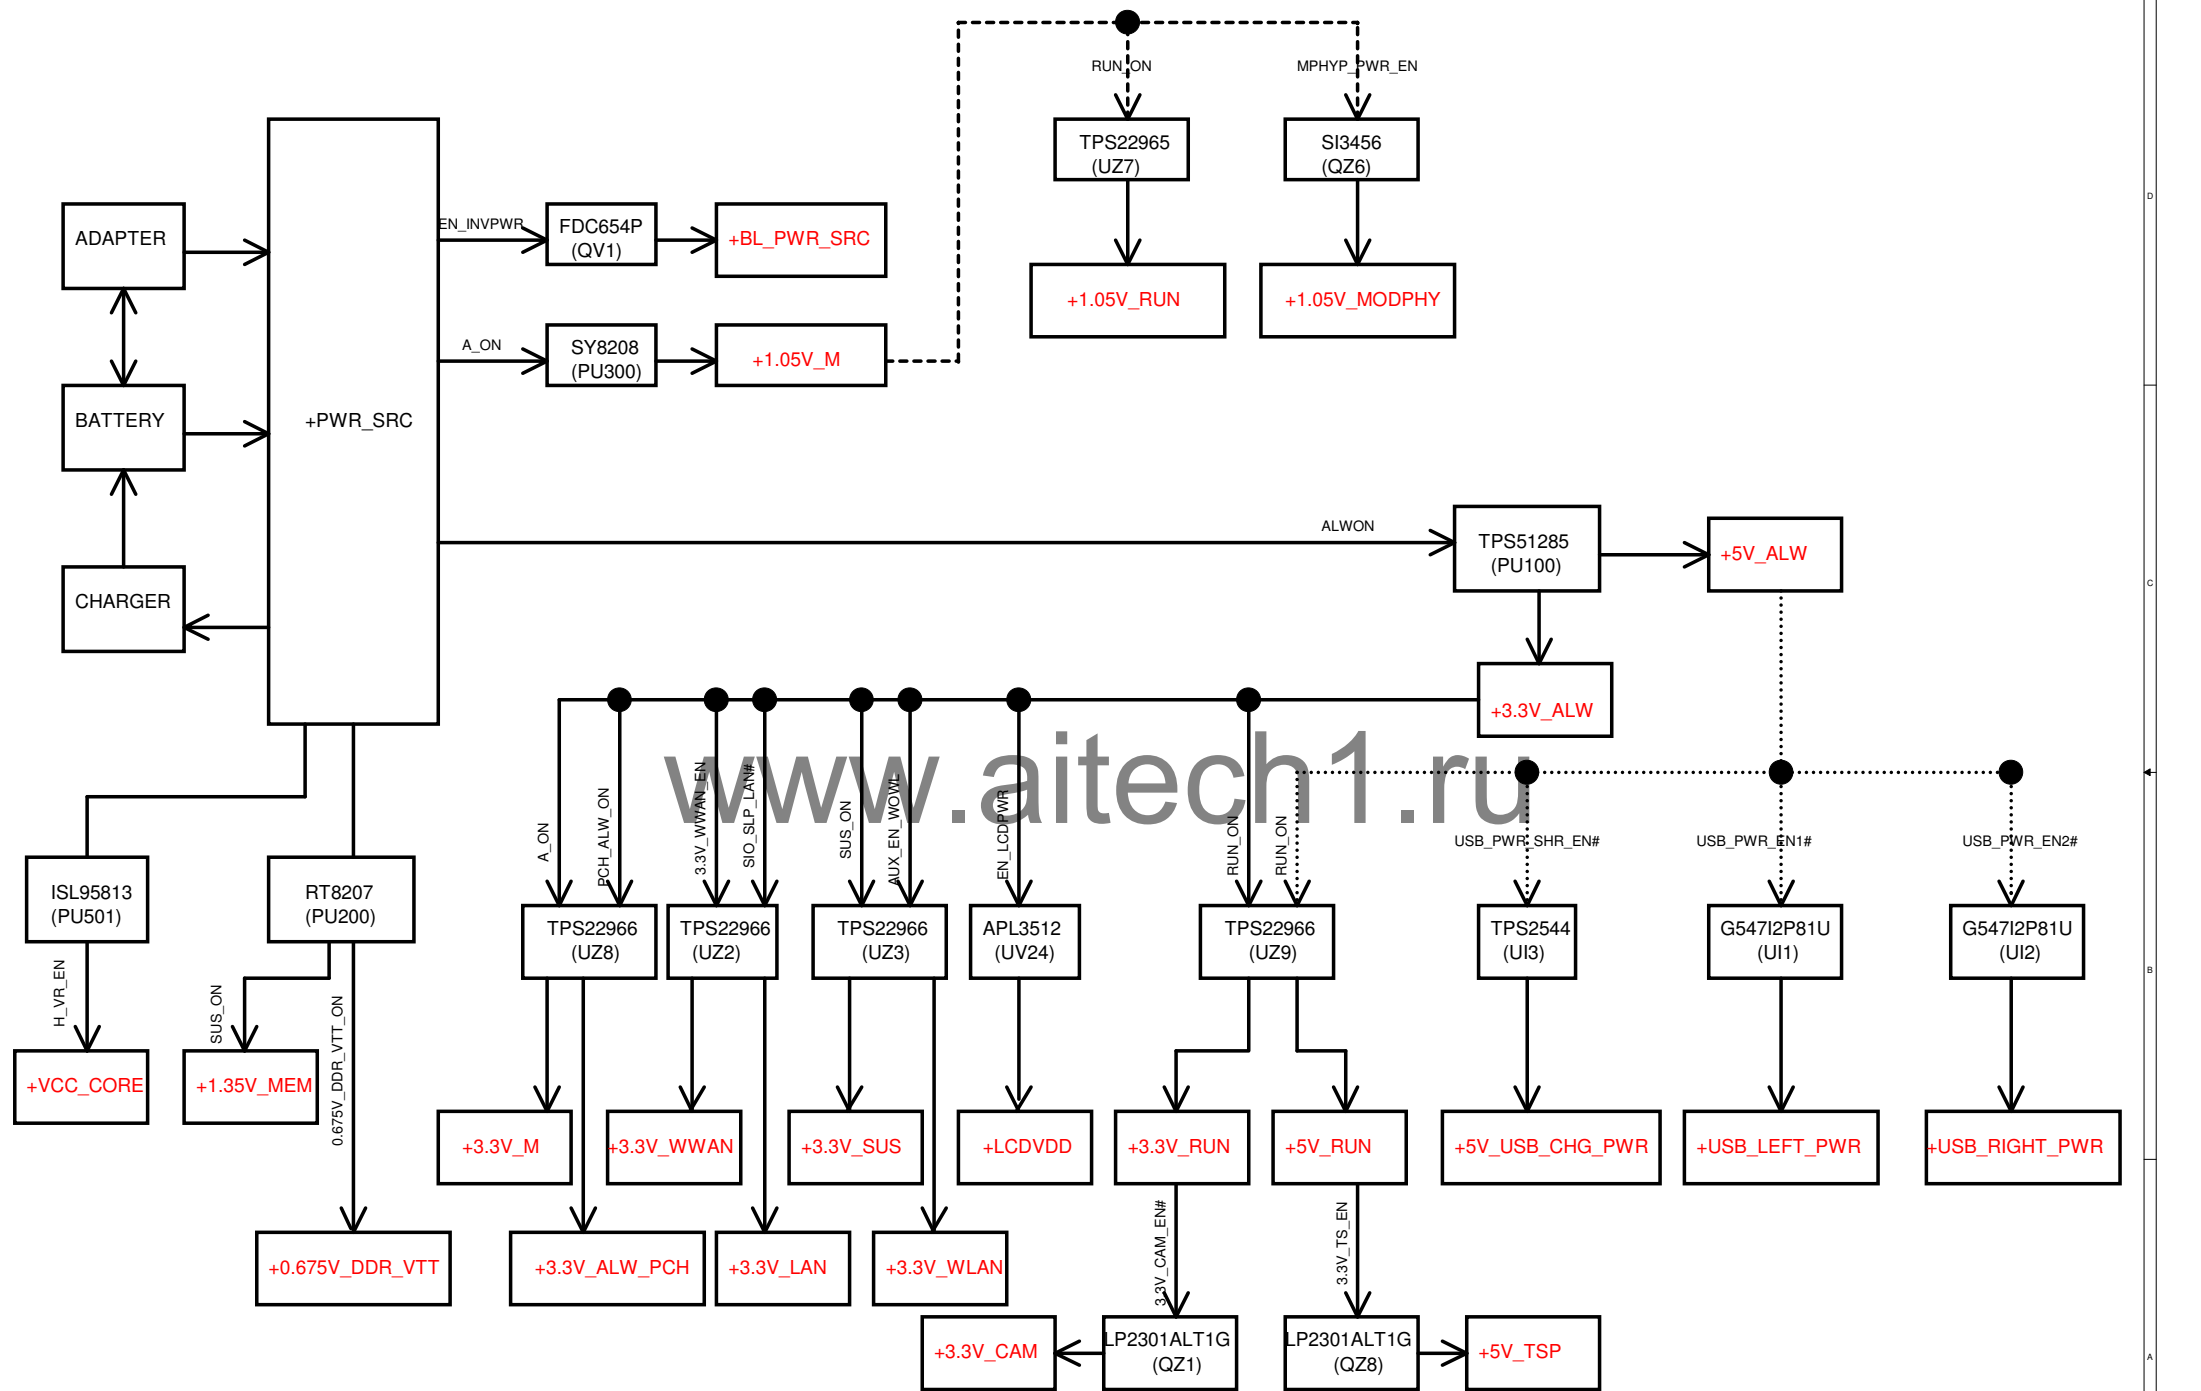 RUN_ON
MPHYP_PWR_EN
TPS22965
(UZ7)
SI3456
(QZ6)
D
ADAPTER
EN_INVPWR
FDC654P
(QV1)
+BL_PWR_SRC
+1.05V_RUN
+1.05V_MODPHY
A_ON
SY8208
(PU300)
+1.05V_M
BATTERY
+PWR_SRC
ALWON
TPS51285
(PU100)
+5V_ALW
C
CHARGER
+3.3V_ALW
www.aitech1.ru
A_ON
PCH_ALW_ON
3.3V_WWAN_EN
SIO_SLP_LAN#
SUS_ON
AUX_EN_WOWL
EN_LCDPWR
RUN_ON
RUN_ON
USB_PWR_SHR_EN#
USB_PWR_EN1#
USB_PWR_EN2#
ISL95813
(PU501)
RT8207
(PU200)
TPS22966
(UZ8)
TPS22966
(UZ2)
TPS22966
(UZ3)
APL3512
(UV24)
TPS22966
(UZ9)
TPS2544
(UI3)
G547I2P81U
(UI1)
G547I2P81U
(UI2)
B
H_VR_EN
SUS_ON
0.675V_DDR_VTT_ON
+VCC_CORE
+1.35V_MEM
+3.3V_M
+3.3V_WWAN
+3.3V_SUS
+LCDVDD
+3.3V_RUN
+5V_RUN
+5V_USB_CHG_PWR
+USB_LEFT_PWR
+USB_RIGHT_PWR
+0.675V_DDR_VTT
+3.3V_ALW_PCH
+3.3V_LAN
+3.3V_WLAN
3.3V_CAM_EN#
3.3V_TS_EN
+3.3V_CAM
LP2301ALT1G
(QZ1)
LP2301ALT1G
(QZ8)
+5V_TSP
A